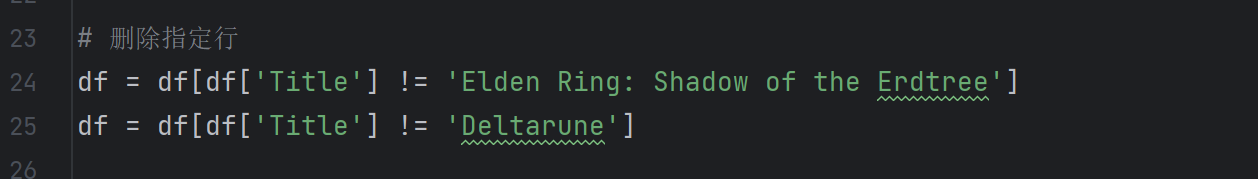 23 # 删除指定行
24 df = df[df['Title'] != 'Elden Ring: Shadow of the Erdtree']
25 df = df[df['Title'] != 'Deltarune']
26